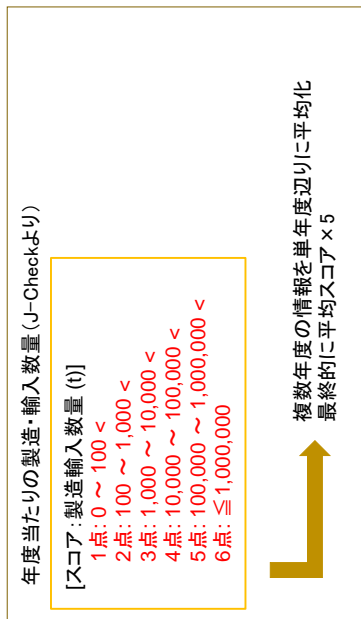 年度当たりの製造・輸入数量(J-Checkより)
[スコア:製造輸入数量 (t)]
1点: 0 ~ 100 <
2点: 100 ~ 1,000 <
3点: 1,000 ~ 10,000 <
4点: 10,000 ~ 100,000 <
5点: 100,000 ~ 1,000,000 <
6点: ≦ 1,000,000
複数年度の情報を単年度辺りに平均化
最終的に平均スコア × 5